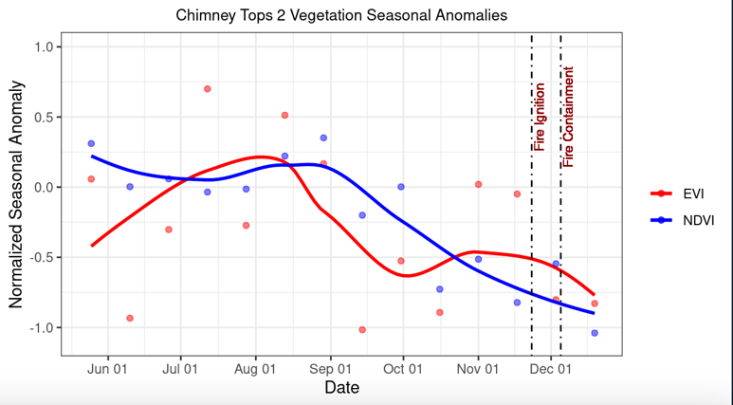 Chimney Tops 2 Vegetation Seasonal Anomalies
Normalized Seasonal Anomaly
1.0
0.5
0.0
-0.5
-1.0
Fire Ignition
Fire Containment
EVI
NDVI
Jun 01
Jul 01
Aug 01
Sep 01
Oct 01
Nov 01
Dec 01
Date